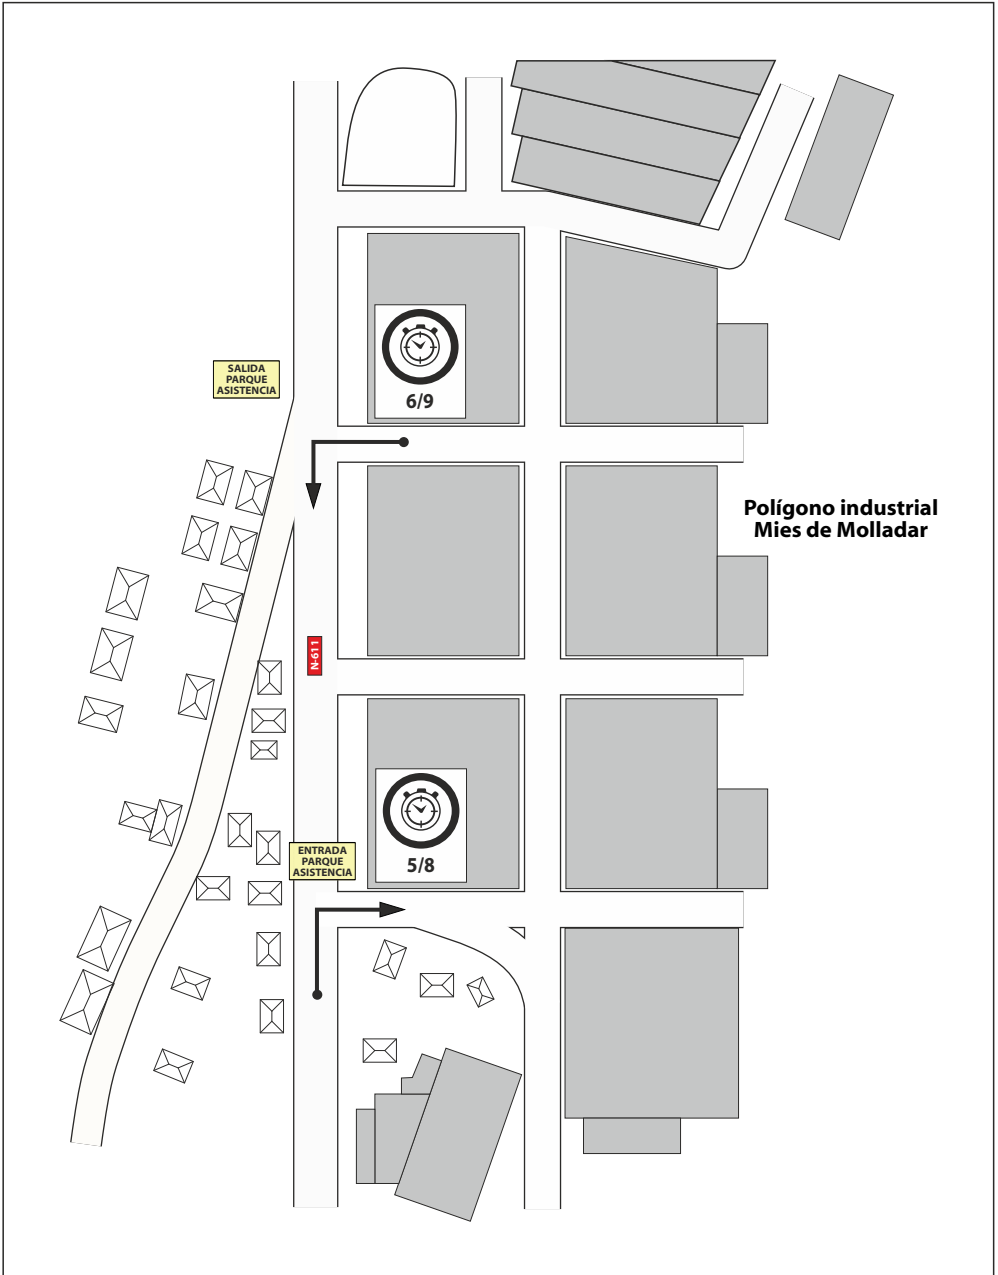 SALIDA
PARQUE
ASISTENCIA
6/9
Polígono industrial
Mies de Molladar
N-611
ENTRADA
PARQUE
ASISTENCIA
5/8